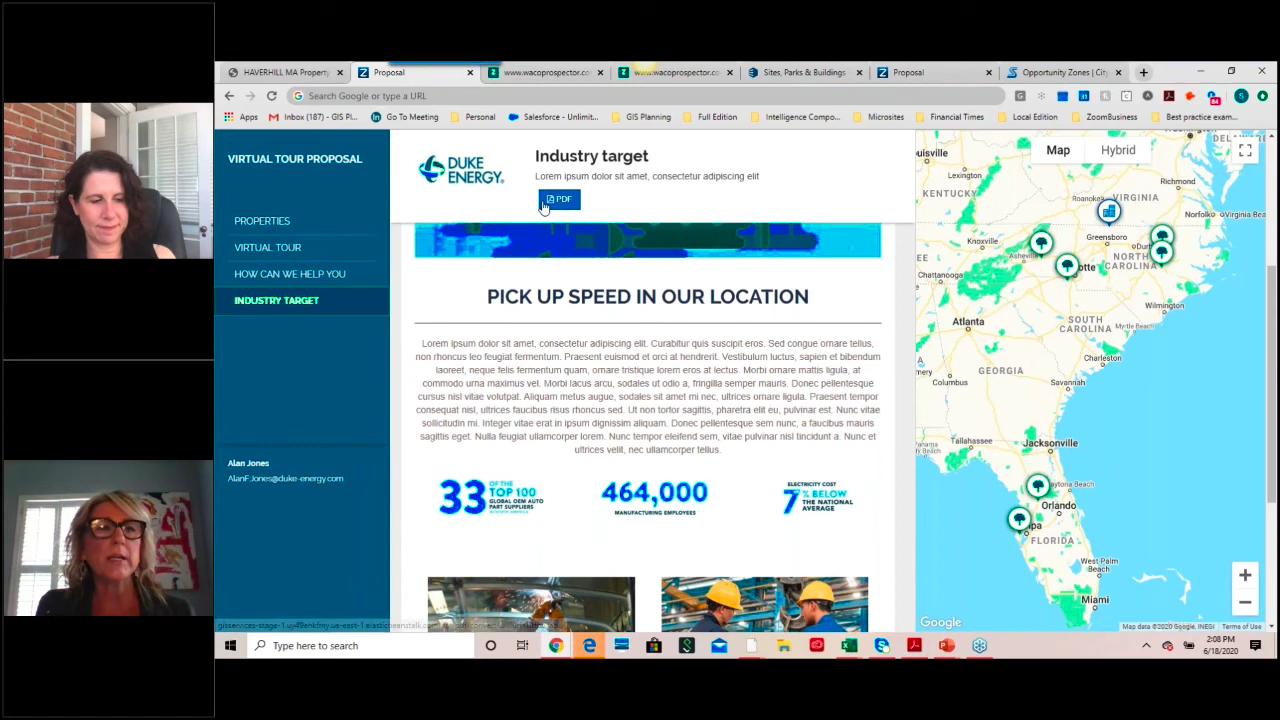 HAVERHILL MA Property
Proposal
www.wacoprospector.co
www.wacoprospector.co
Sites, Parks & Buildings
Proposal
Opportunity Zones | Cit
Search Google or type a URL
Apps
Inbox (187) - GIS Pl...
Go To Meeting
Personal
Salesforce - Unlimit...
GIS Planning
Full Edition
Intelligence Compo...
Microsites
Financial Times
Local Edition
ZoomBusiness
Best practice exam...
84
S
VIRTUAL TOUR PROPOSAL
PROPERTIES
VIRTUAL TOUR
HOW CAN WE HELP YOU
INDUSTRY TARGET
Alan Jones
AlanF.Jones@duke-energy.com
DUKE
ENERGY®
Industry target
Lorem ipsum dolor sit amet, consectetur adipiscing elit
PDF
PICK UP SPEED IN OUR LOCATION
Lorem ipsum dolor sit amet, consectetur adipiscing elit. Curabitur quis suscipit eros. Sed congue ornare tellus,
non rhoncus leo feugiat fermentum. Praesent euismod et orci at hendrerit. Vestibulum luctus, sapien et bibendum
laoreet, neque felis fermentum quam, ornare tristique lorem eros at lectus. Morbi ornare mattis ligula, at
commodo urna maximus vel. Morbi lacus arcu, sodales ut odio a, fringilla semper mauris. Donec pellentesque
cursus nisl vitae volutpat. Aliquam metus augue, sodales sit amet mi nec, ultrices ornare ligula. Praesent tempor
consequat nisl, ultrices faucibus risus rhoncus sed. Ut non tortor sagittis, pharetra elit eu, pulvinar est. Nunc vitae
sollicitudin mi. Integer vitae erat in ipsum dignissim aliquam. Donec pellentesque sem nunc, a faucibus mauris
sagittis eget. Nulla feugiat ullamcorper lorem. Nunc tempor eleifend sem, vitae pulvinar nisl tincidunt a. Nunc et
ultrices velit, nec ullamcorper tellus.
33 OF THE
TOP 100
GLOBAL OEM AUTO
PART SUPPLIERS
IN NORTH AMERICA
464,000
MANUFACTURING EMPLOYEES
ELECTRICITY COST
7% BELOW
THE NATIONAL
AVERAGE
Map
Hybrid
DELAWARE
Lexington
KENTUCKY
Richmond
VIRGINIA
Roanoke
Norfolk
Virginia Beach
Greensboro
Knoxville
Asheville
NORTH
CAROLINA
Chattanooga
Wilmington
SOUTH
CAROLINA
Myrtle Beach
Atlanta
Charleston
GEORGIA
Columbus
Savannah
Tallahassee
Jacksonville
Panama
Daytona Beach
Orlando
FLORIDA
West Palm
Beach
Miami
Google
Map data ©2020 Google, INEGI
Terms of Use
Type here to search
2:08 PM
6/18/2020